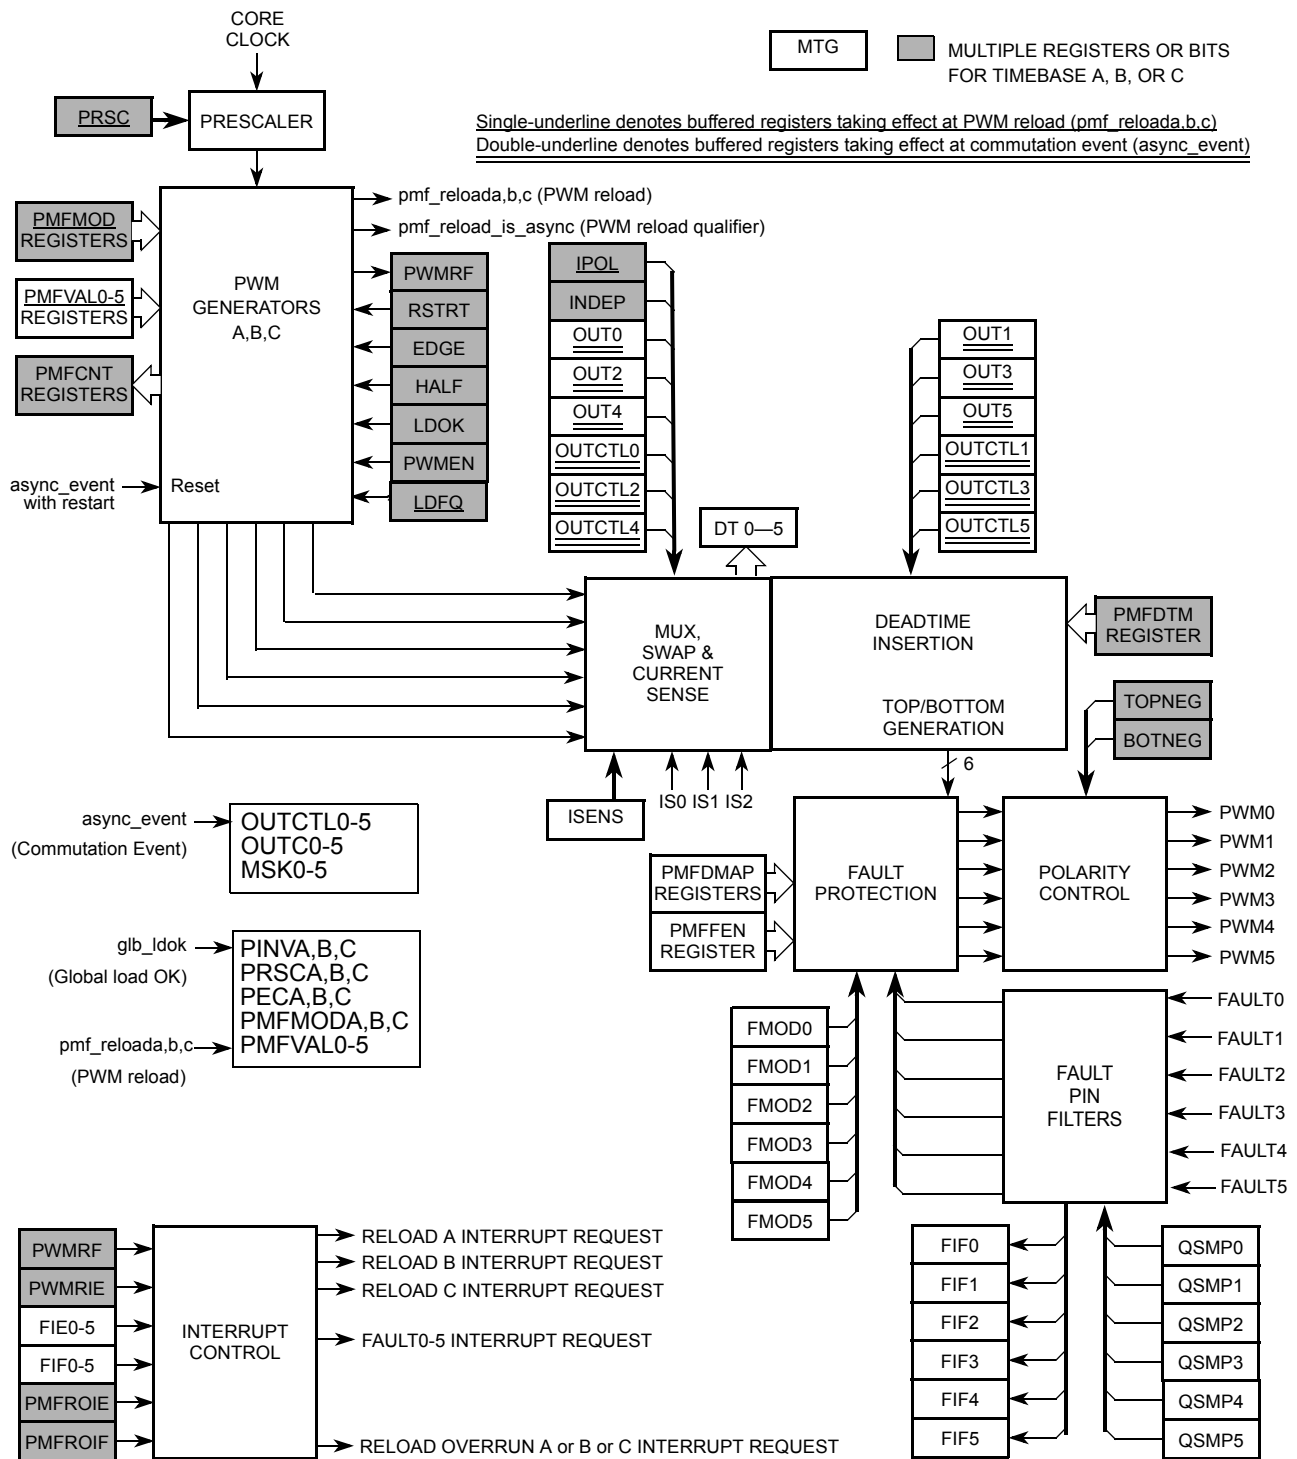 CORE
CLOCK
MTG
MULTIPLE REGISTERS OR BITS
FOR TIMEBASE A, B, OR C
PRSC
PRESCALER
Single-underline denotes buffered registers taking effect at PWM reload (pmf_reloada,b,c)
Double-underline denotes buffered registers taking effect at commutation event (async_event)
pmf_reloada,b,c (PWM reload)
pmf_reload_is_async (PWM reload qualifier)
PMFMOD
REGISTERS
PMFVAL0-5
REGISTERS
PMFCNT
REGISTERS
PWM
GENERATORS
A,B,C
async_event
with restart
Reset
PWMRF
RSTRT
EDGE
HALF
LDOK
PWMEN
LDFQ
IPOL
INDEP
OUT0
OUT2
OUT4
OUTCTL0
OUTCTL2
OUTCTL4
DT 0—5
OUT1
OUT3
OUT5
OUTCTL1
OUTCTL3
OUTCTL5
MUX,
SWAP &
CURRENT
SENSE
DEADTIME
INSERTION
TOP/BOTTOM
GENERATION
PMFDTM
REGISTER
TOPNEG
BOTNEG
6
ISENS
IS0 IS1 IS2
async_event
(Commutation Event)
OUTCTL0-5
OUTC0-5
MSK0-5
PMFDMAP
REGISTERS
PMFFEN
REGISTER
FAULT
PROTECTION
POLARITY
CONTROL
PWM0
PWM1
PWM2
PWM3
PWM4
PWM5
glb_ldok
(Global load OK)
pmf_reloada,b,c
(PWM reload)
PINVA,B,C
PRSCA,B,C
PECA,B,C
PMFMODA,B,C
PMFVAL0-5
FMOD0
FMOD1
FMOD2
FMOD3
FMOD4
FMOD5
FAULT
PIN
FILTERS
FAULT0
FAULT1
FAULT2
FAULT3
FAULT4
FAULT5
PWMRF
PWMRIE
FIE0-5
FIF0-5
PMFROIE
PMFROIF
INTERRUPT
CONTROL
RELOAD A INTERRUPT REQUEST
RELOAD B INTERRUPT REQUEST
RELOAD C INTERRUPT REQUEST
FAULT0-5 INTERRUPT REQUEST
RELOAD OVERRUN A or B or C INTERRUPT REQUEST
FIF0
FIF1
FIF2
FIF3
FIF4
FIF5
QSMP0
QSMP1
QSMP2
QSMP3
QSMP4
QSMP5